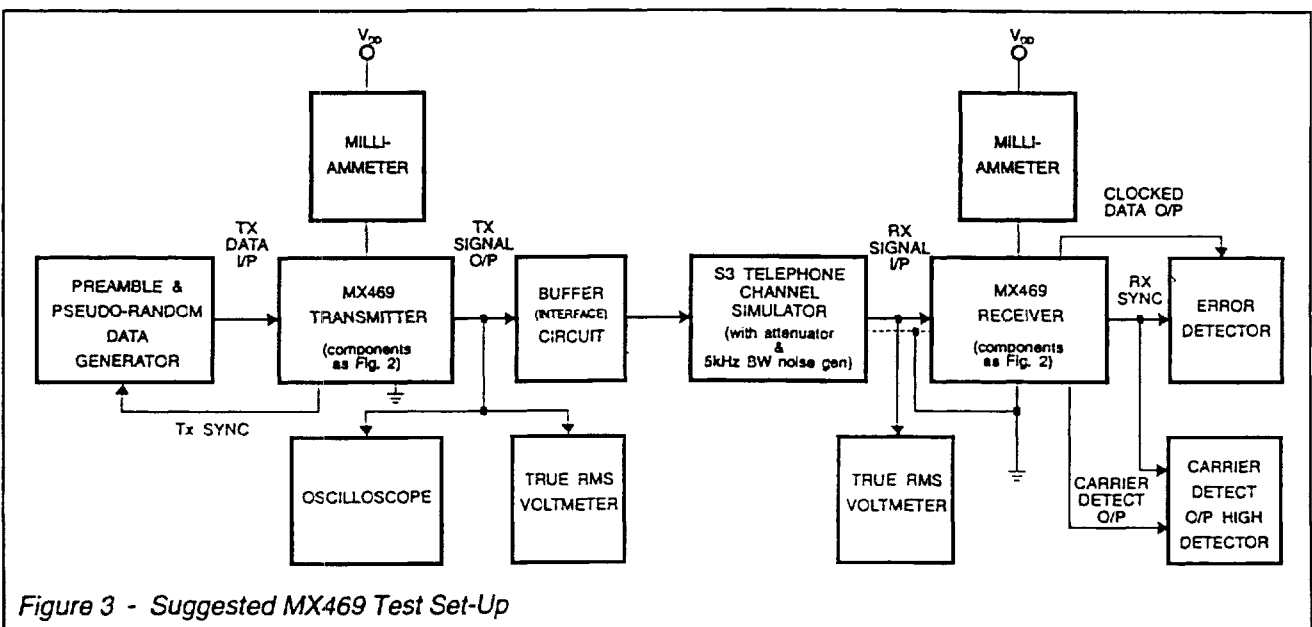 V_DD
V_DD
MILLI-
AMMETER
MILLI-
AMMETER
TX
DATA
I/P
TX
SIGNAL
O/P
RX
SIGNAL
I/P
CLOCKED
DATA O/P
RX
SYNC
PREAMBLE &
PSEUDO-RANDOM
DATA
GENERATOR
MX469
TRANSMITTER
(components
as Fig. 2)
BUFFER
(INTERFACE)
CIRCUIT
S3 TELEPHONE
CHANNEL
SIMULATOR
(with attenuator
&
5kHz BW noise gen)
MX469
RECEIVER
(components
as Fig. 2)
ERROR
DETECTOR
Tx SYNC
OSCILLOSCOPE
TRUE RMS
VOLTMETER
TRUE RMS
VOLTMETER
CARRIER
DETECT
O/P
CARRIER
DETECT
O/P HIGH
DETECTOR
Figure 3 - Suggested MX469 Test Set-Up